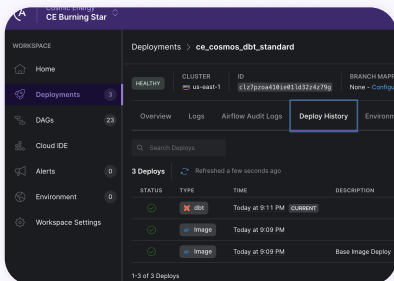 Cosmic Energy
CE Burning Star
WORKSPACE
Home
Deployments 3
DAGs 23
Cloud IDE
Alerts 0
Environment 0
Workspace Settings
Deployments > ce_cosmos_dbt_standard
HEALTHY
CLUSTER
us-east-1
ID
clz7pzoa410ie01ld32z4z79g
BRANCH MAPP
None - Configu
Overview Logs Airflow Audit Logs Deploy History Environm
Search Deploys
3 Deploys Refreshed a few seconds ago
STATUS TYPE TIME DESCRIPTION
dbt Today at 9:11 PM CURRENT
Image Today at 9:09 PM
Image Today at 9:09 PM Base Image Deploy
1-3 of 3 Deploys